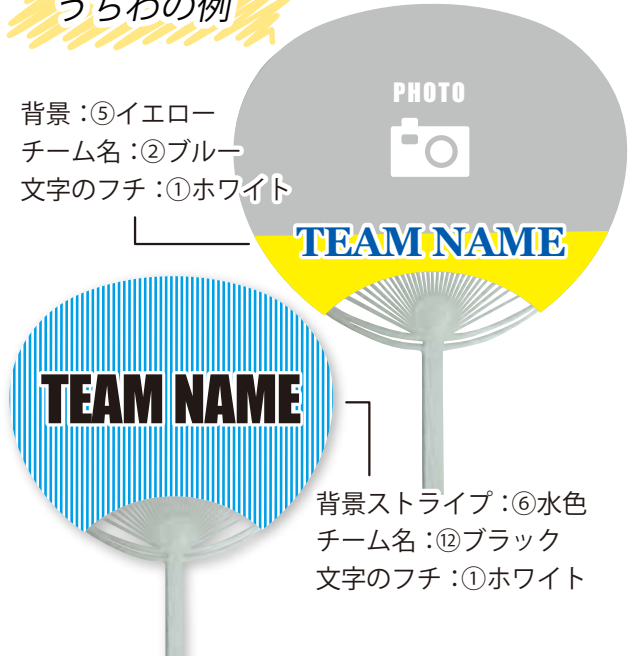 うちわの例
PHOTO
背景：⑤イエロー
チーム名：②ブルー
文字のフチ：①ホワイト
TEAM NAME
TEAM NAME
背景ストライプ：⑥水色
チーム名：⑫ブラック
文字のフチ：①ホワイト